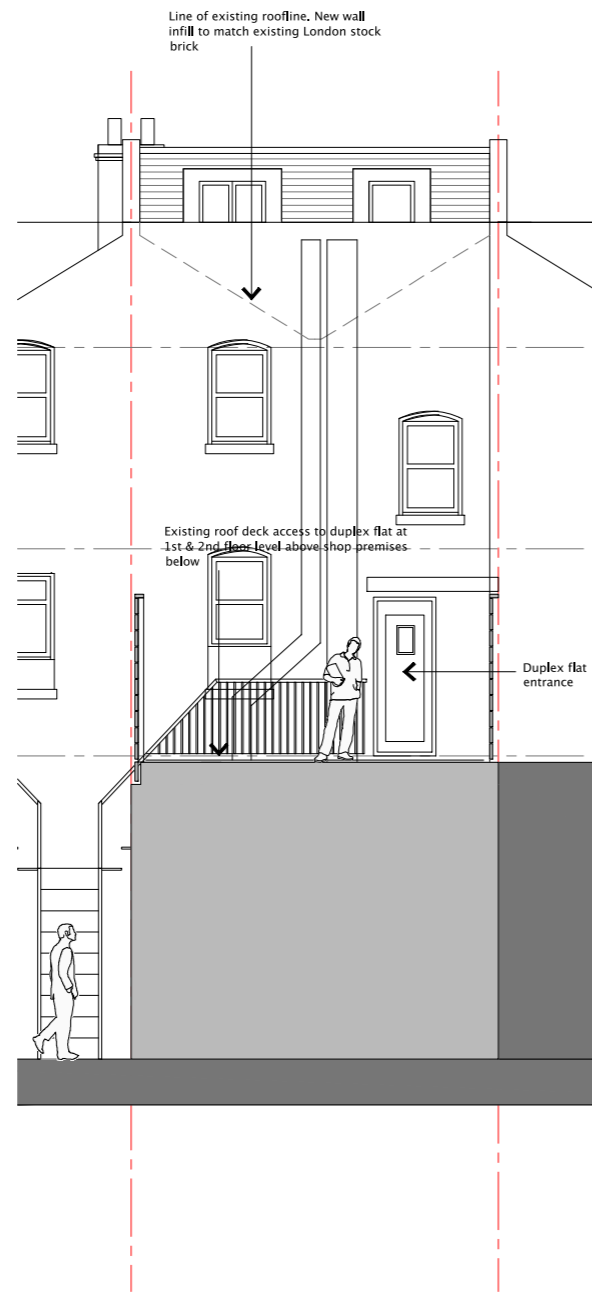 Line of existing roofline. New wall
infill to match existing London stock
brick
Existing roof deck access to duplex flat at
1st & 2nd floor level above shop premises
below
Duplex flat
entrance